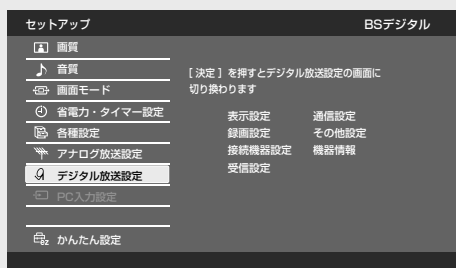 セットアップ
BSデジタル
画質
音質
画面モード
省電力・タイマー設定
各種設定
アナログ放送設定
デジタル放送設定
PC入力設定
かんたん設定
［決定］を押すとデジタル放送設定の画面に
切り換わります
表示設定 通信設定
録画設定 その他設定
接続機器設定 機器情報
受信設定